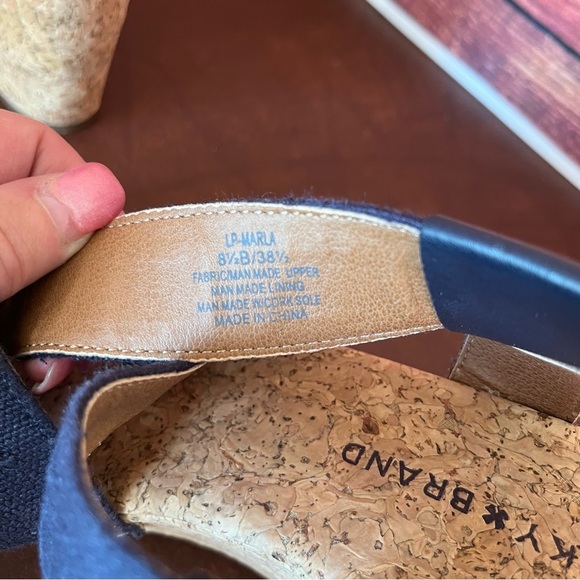 LP-MARLA
8½B/38½
FABRIC/MAN MADE UPPER
MAN MADE LINING
MAN MADE W/CORK SOLE
MADE IN CHINA
KY✱BRAND